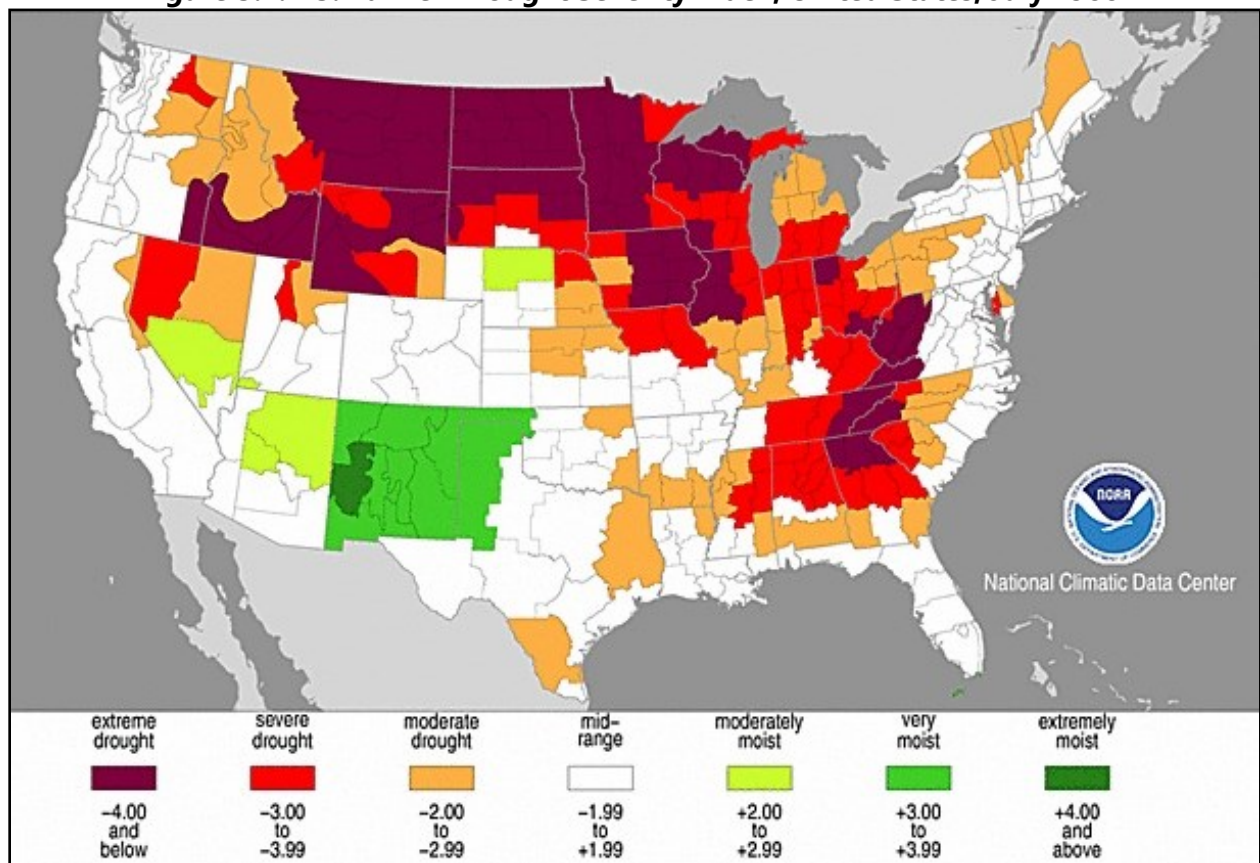 NOAA
National Climatic Data Center
extreme drought
severe drought
moderate drought
mid-range
moderately moist
very moist
extremely moist
−4.00 and below
−3.00 to −3.99
−2.00 to −2.99
−1.99 to +1.99
+2.00 to +2.99
+3.00 to +3.99
+4.00 and above